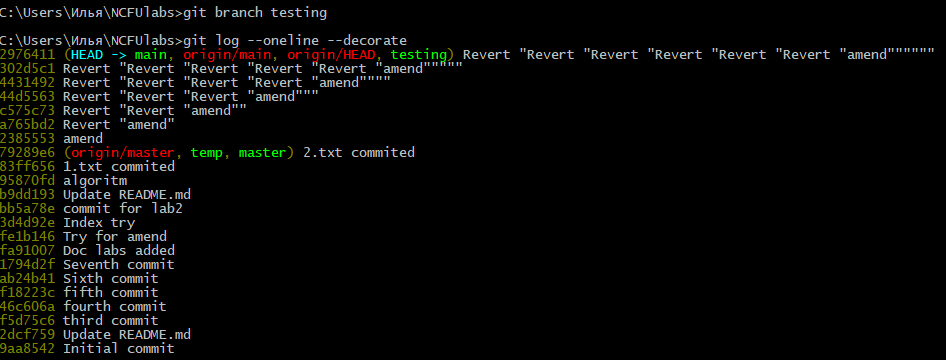 C:\Users\Илья\NCFUlabs>git branch testing
C:\Users\Илья\NCFUlabs>git log --oneline --decorate
2976411 (HEAD -> main, origin/main, origin/HEAD, testing) Revert "Revert "Revert "Revert "Revert "Revert "amend""""""
302d5c1 Revert "Revert "Revert "Revert "Revert "amend"""""
4431492 Revert "Revert "Revert "Revert "amend""""
44d5563 Revert "Revert "Revert "amend"""
c575c73 Revert "Revert "amend""
a765bd2 Revert "amend"
2385553 amend
79289e6 (origin/master, temp, master) 2.txt commited
83ff656 1.txt commited
95870fd algoritm
b9dd193 Update README.md
bb5a78e commit for lab2
3d4d92e Index try
fe1b146 Try for amend
fa91007 Doc labs added
1794d2f Seventh commit
ab24b41 Sixth commit
f18223c fifth commit
46c606a fourth commit
f5d75c6 third commit
2dcf759 Update README.md
9aa8542 Initial commit